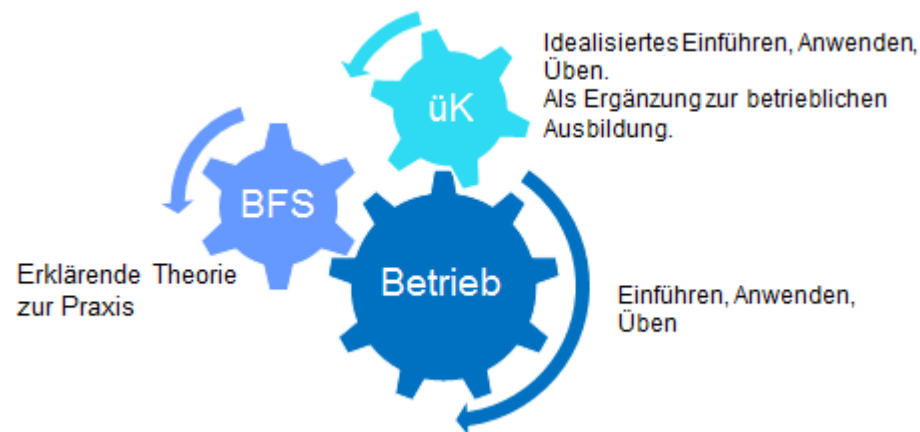 Idealisiertes Einführen, Anwenden,
Üben.
Als Ergänzung zur betrieblichen
Ausbildung.
üK
BFS
Erklärende Theorie
zur Praxis
Betrieb
Einführen, Anwenden,
Üben